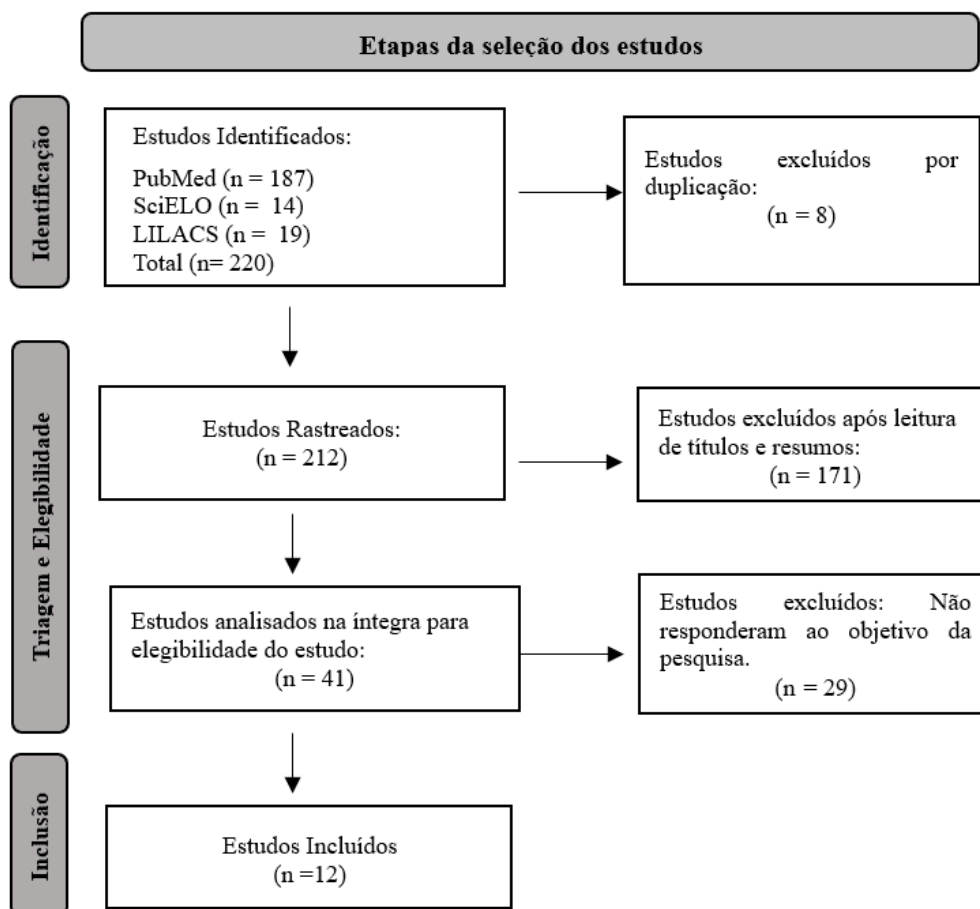 Etapas da seleção dos estudos
Identificação
Estudos Identificados:
PubMed (n = 187)
SciELO (n =  14)
LILACS (n =  19)
Total (n= 220)
Estudos excluídos por
duplicação:
(n = 8)
Triagem e Elegibilidade
Estudos Rastreados:
(n = 212)
Estudos excluídos após leitura
de títulos e resumos:
(n = 171)
Estudos analisados na íntegra para
elegibilidade do estudo:
(n = 41)
Estudos excluídos: Não
responderam ao objetivo da
pesquisa.
(n = 29)
Inclusão
Estudos Incluídos
(n =12)